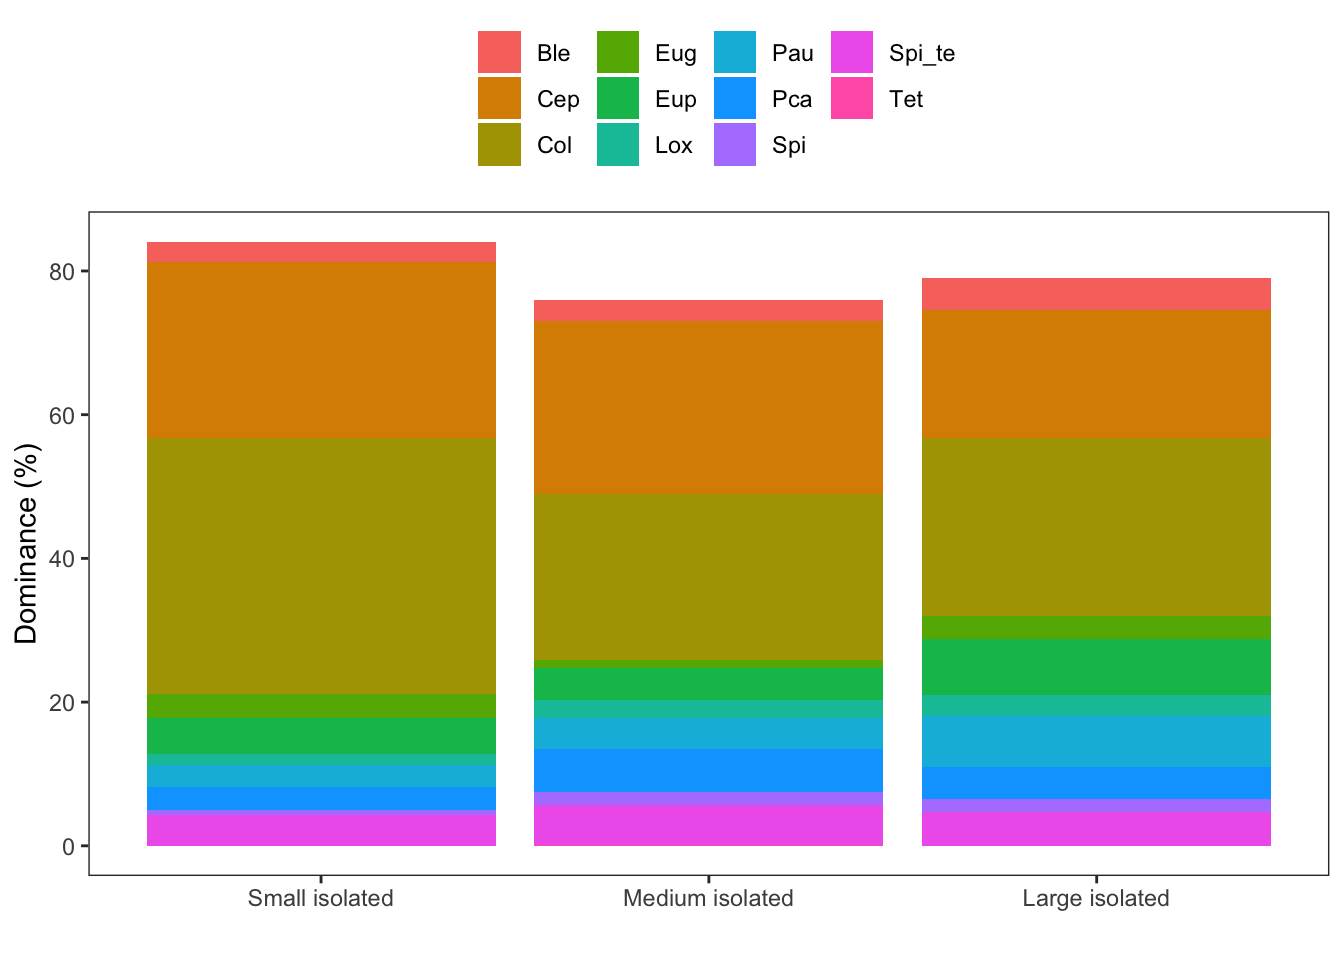 Ble Eug Pau Spi_te
Cep Eup Pca Tet
Col Lox Spi
Dominance (%)
80
60
40
20
0
Small isolated Medium isolated Large isolated